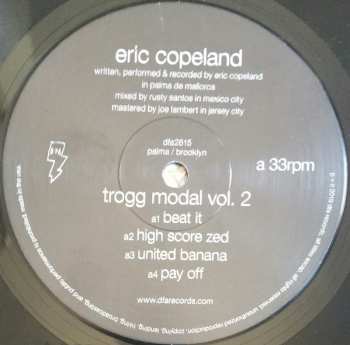 eric copeland
written, performed & recorded by eric copeland
in palma de mallorca
mixed by rusty santos in mexico city
mastered by joe lambert in jersey city
dfa2615
palma / brooklyn
a 33rpm
trogg modal vol. 2
a1 beat it
a2 high score zed
a3 united banana
a4 pay off
www.dfarecords.com